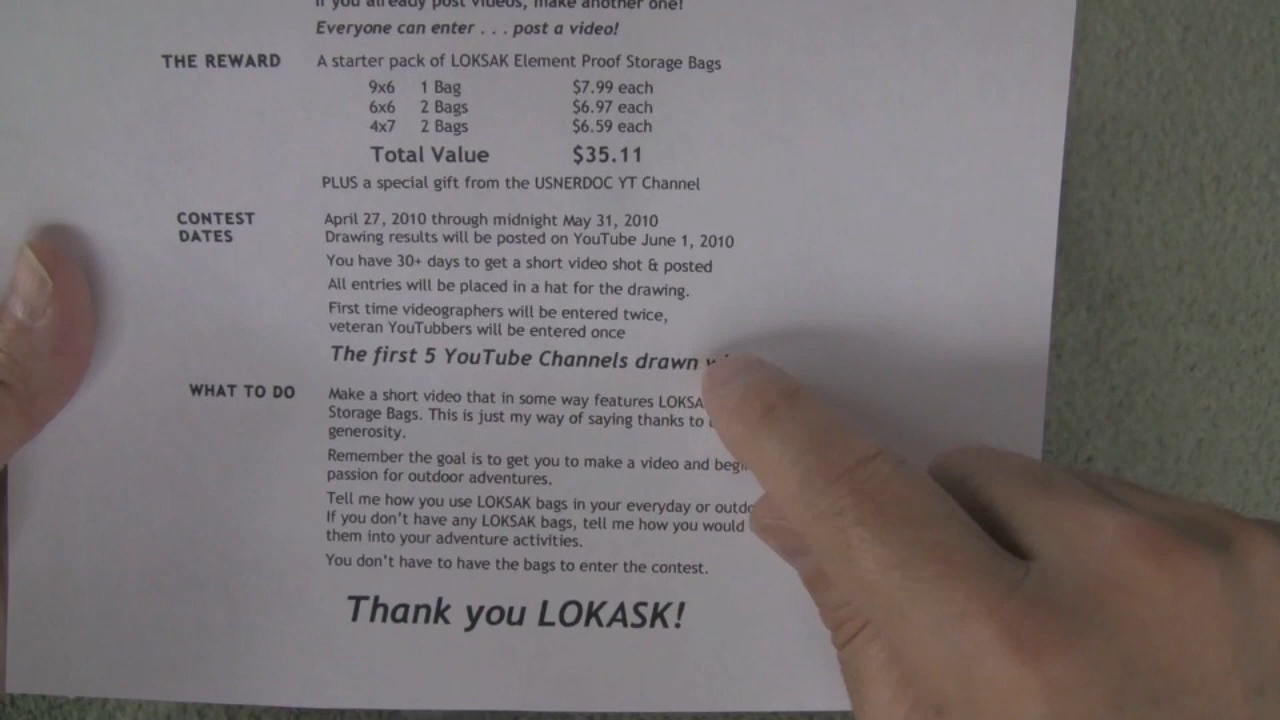 If you already post videos, make another one!
Everyone can enter . . . post a video!
THE REWARD A starter pack of LOKSAK Element Proof Storage Bags
9x6 1 Bag $7.99 each
6x6 2 Bags $6.97 each
4x7 2 Bags $6.59 each
Total Value $35.11
PLUS a special gift from the USNERDOC YT Channel
CONTEST April 27, 2010 through midnight May 31, 2010
DATES Drawing results will be posted on YouTube June 1, 2010
You have 30+ days to get a short video shot & posted
All entries will be placed in a hat for the drawing.
First time videographers will be entered twice,
veteran YouTubbers will be entered once
The first 5 YouTube Channels drawn
WHAT TO DO Make a short video that in some way features
Storage Bags. This is just my way of saying thanks to
generosity.
Remember the goal is to get you to make a video and
passion for outdoor adventures.
Tell me how you use LOKSAK bags in your everyday or
If you don't have any LOKSAK bags, tell me how you would
them into your adventure activities.
You don't have to have the bags to enter the contest.
Thank you LOKASK!